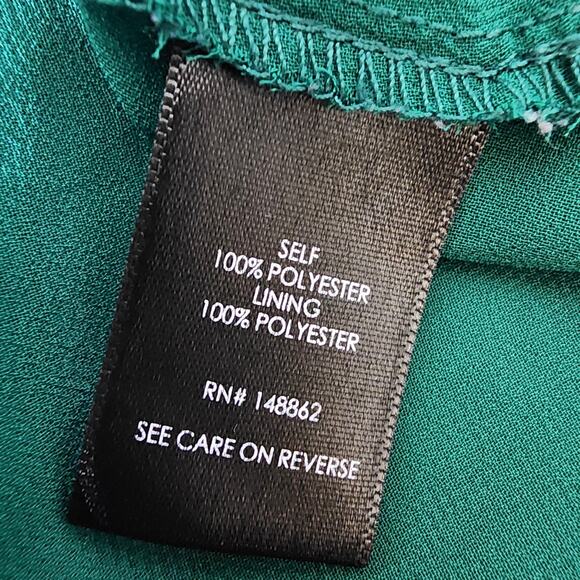 SELF
100% POLYESTER
LINING
100% POLYESTER
RN# 148862
SEE CARE ON REVERSE